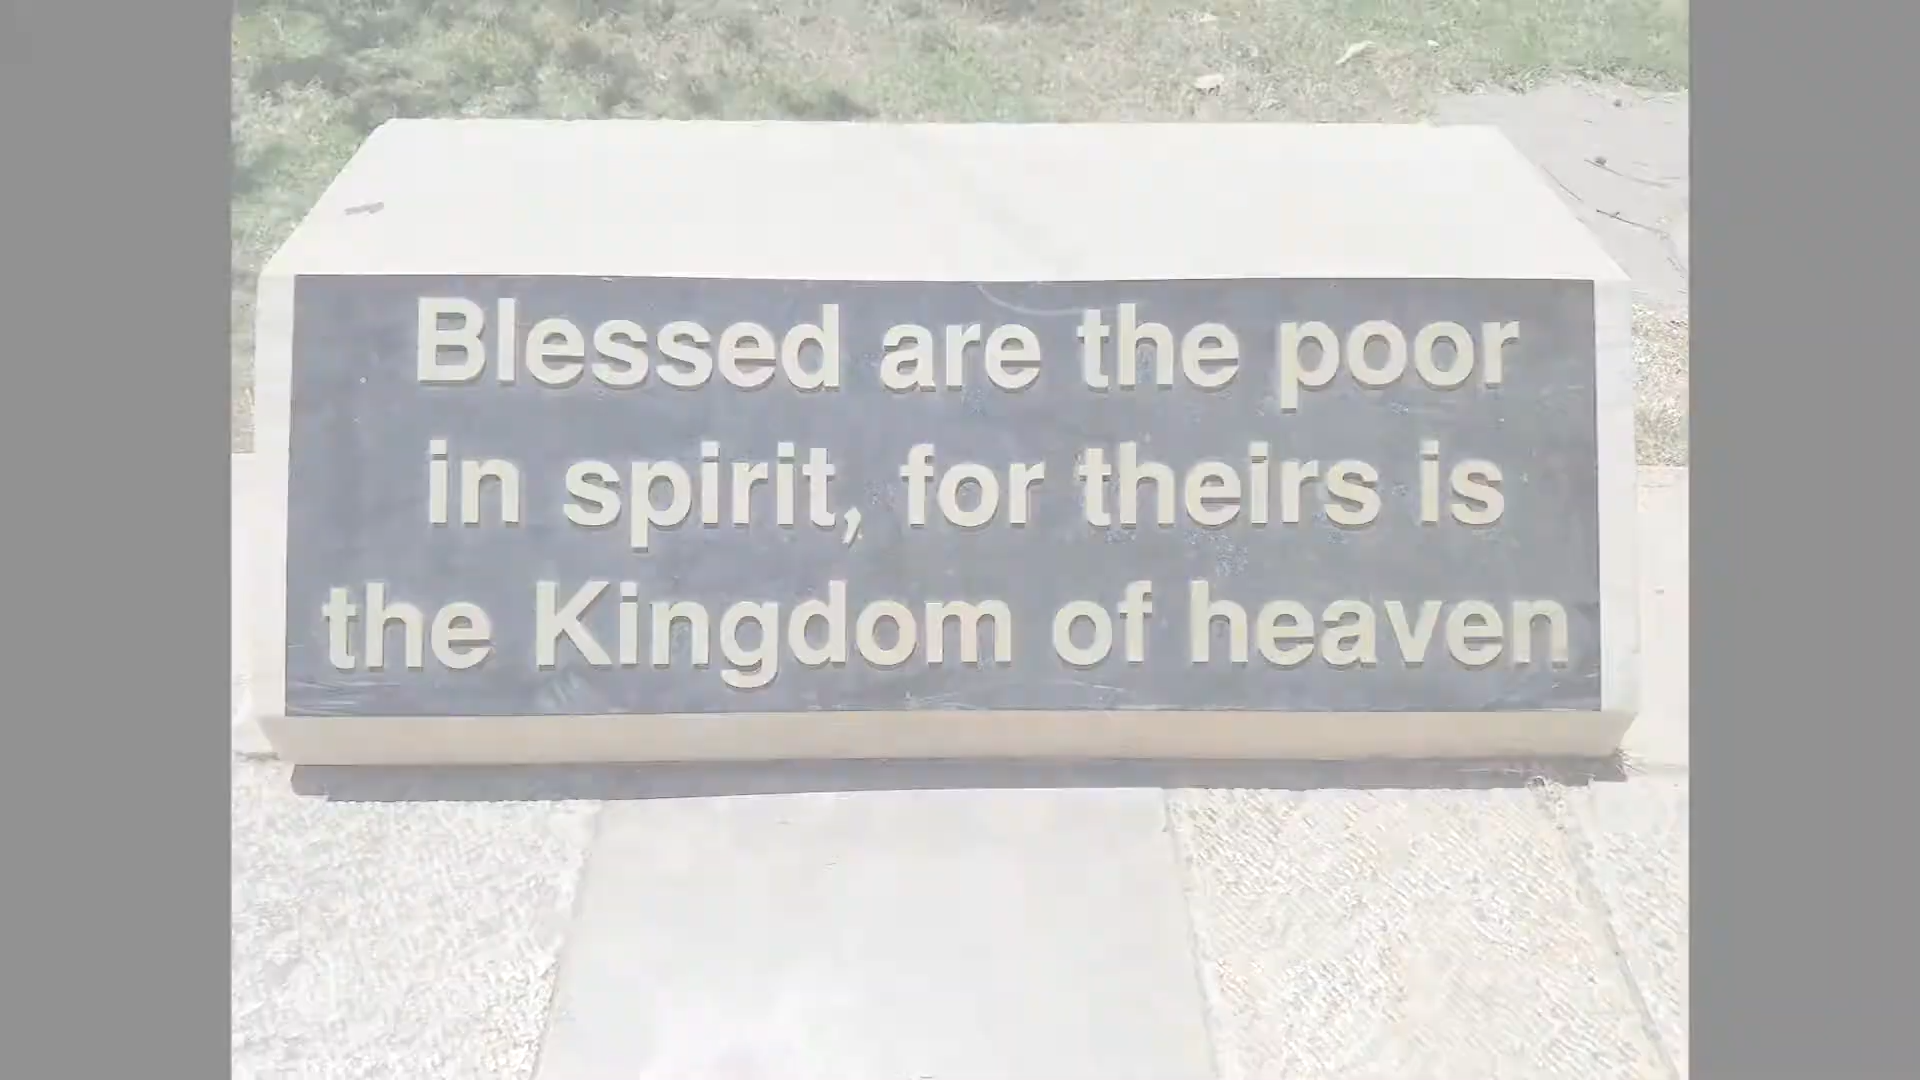 Blessed are the poor
in spirit, for theirs is
the Kingdom of heaven